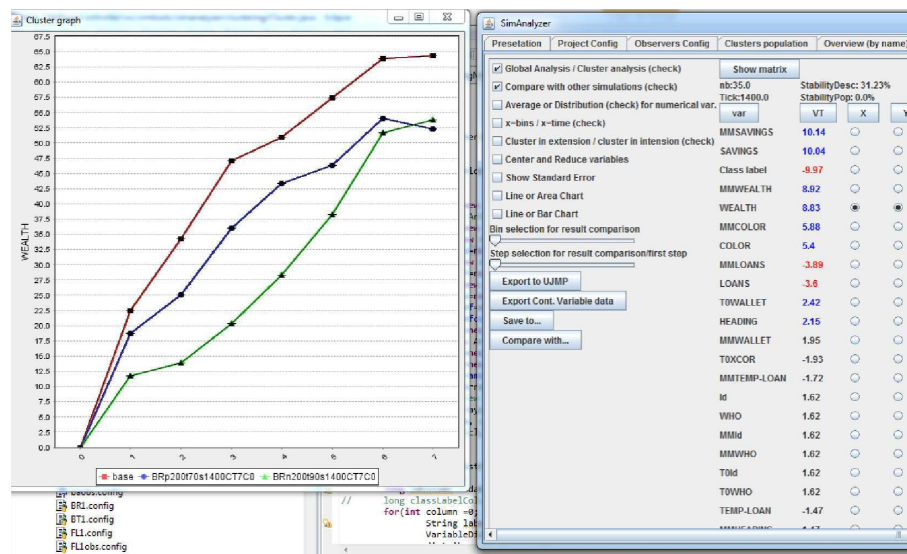 Cluster graph
67.5
65.0
62.5
60.0
57.5
55.0
52.5
50.0
47.5
45.0
42.5
40.0
37.5
35.0
32.5
30.0
27.5
25.0
22.5
20.0
17.5
15.0
12.5
10.0
7.5
5.0
2.5
0.0
WEALTH
0 1 2 3 4 5 6 7
base BRp200f70s1400CT7C0 BRn200f90s1400CT7C0
BR1.config
BT1.config
FL1.config
FL1obs.config
// long classLabelCol
for(int column =0;
String lab
VariableDi
SimAnalyzer
Presetation Project Config Observers Config Clusters population Overview (by name)
Global Analysis / Cluster analysis (check)
Compare with other simulations (check)
Average or Distribution (check) for numerical var.
x=bins / x=time (check)
Cluster in extension / cluster in intension (check)
Center and Reduce variables
Show Standard Error
Line or Area Chart
Line or Bar Chart
Bin selection for result comparison
Step selection for result comparison/first step
Export to UJMP
Export Cont. Variable data
Save to...
Compare with...
Show matrix
nb:35.0 StabilityDesc: 31.23%
Tick:1400.0 StabilityPop: 0.0%
var VT X Y
MMSAVINGS 10.14
SAVINGS 10.04
Class label -9.97
MMWEALTH 8.92
WEALTH 8.83
MMCOLOR 5.88
COLOR 5.4
MMLOANS -3.89
LOANS -3.6
T0WALLET 2.42
HEADING 2.15
MMWALLET 1.95
T0XCOR -1.93
MMTEMP-LOAN -1.72
Id 1.62
WHO 1.62
MMId 1.62
MMWHO 1.62
T0Id 1.62
T0WHO 1.62
TEMP-LOAN -1.47